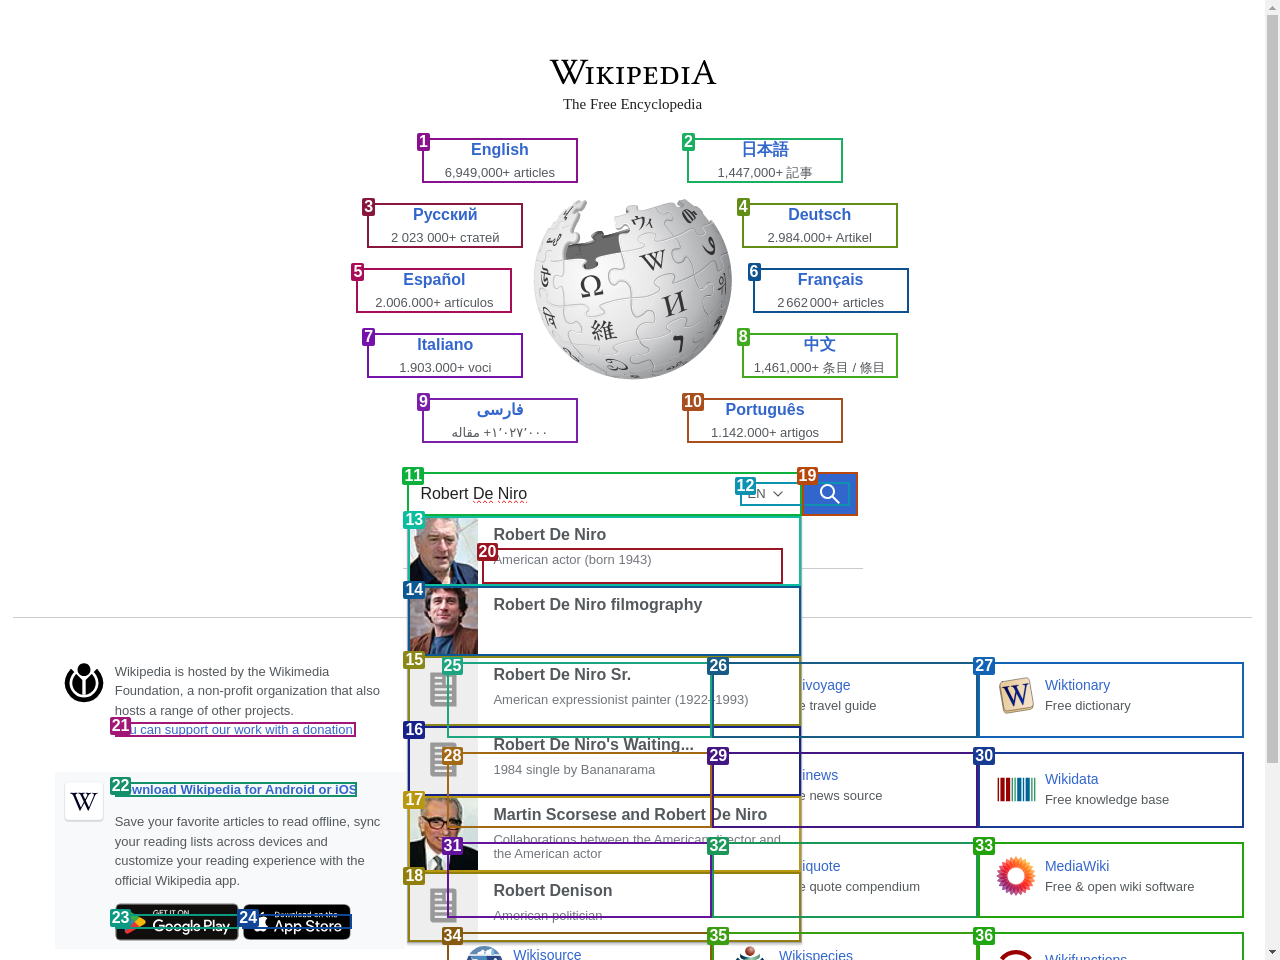 WIKIPEDIA
The Free Encyclopedia
1
English
6,949,000+ articles
2
日本語
1,447,000+ 記事
3
Русский
2 023 000+ статей
4
Deutsch
2.984.000+ Artikel
5
Español
2.006.000+ artículos
6
Français
2 662 000+ articles
7
Italiano
1.903.000+ voci
8
中文
1,461,000+ 条目 / 條目
9
فارسی
۱٬۰۲۷٬۰۰۰+ مقاله
10
Português
1.142.000+ artigos
11
Robert De Niro
12
EN
19
13
Robert De Niro
20
American actor (born 1943)
14
Robert De Niro filmography
15
Robert De Niro Sr.
American expressionist painter (1922–1993)
16
Robert De Niro's Waiting...
1984 single by Bananarama
17
Martin Scorsese and Robert De Niro
Collaborations between the American director and
the American actor
18
Robert Denison
American politician
Wikipedia is hosted by the Wikimedia
Foundation, a non-profit organization that also
hosts a range of other projects.
21
u can support our work with a donation.
22
wnload Wikipedia for Android or iOS
Save your favorite articles to read offline, sync
your reading lists across devices and
customize your reading experience with the
official Wikipedia app.
23
GET IT ON
Google Play
24
Download on the
App Store
25
26
ivoyage
e travel guide
27
Wiktionary
Free dictionary
28
29
inews
e news source
30
Wikidata
Free knowledge base
31
32
iquote
e quote compendium
33
MediaWiki
Free & open wiki software
34
Wikisource
35
Wikispecies
36
Wikifunctions